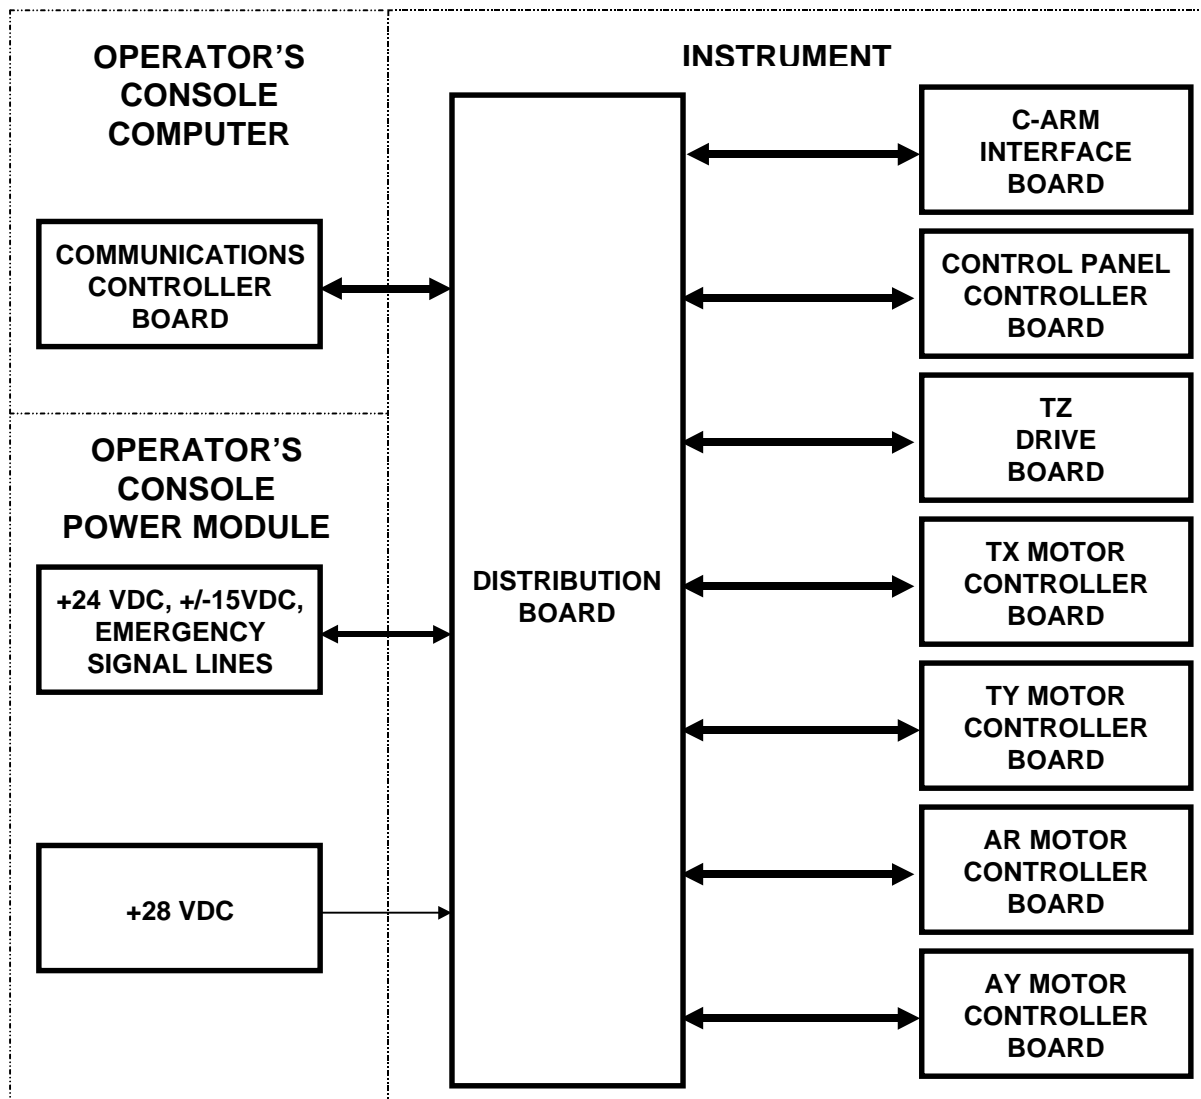 OPERATOR’S
CONSOLE
COMPUTER
COMMUNICATIONS
CONTROLLER
BOARD
OPERATOR’S
CONSOLE
POWER MODULE
+24 VDC, +/-15VDC,
EMERGENCY
SIGNAL LINES
+28 VDC
INSTRUMENT
DISTRIBUTION
BOARD
C-ARM
INTERFACE
BOARD
CONTROL PANEL
CONTROLLER
BOARD
TZ
DRIVE
BOARD
TX MOTOR
CONTROLLER
BOARD
TY MOTOR
CONTROLLER
BOARD
AR MOTOR
CONTROLLER
BOARD
AY MOTOR
CONTROLLER
BOARD